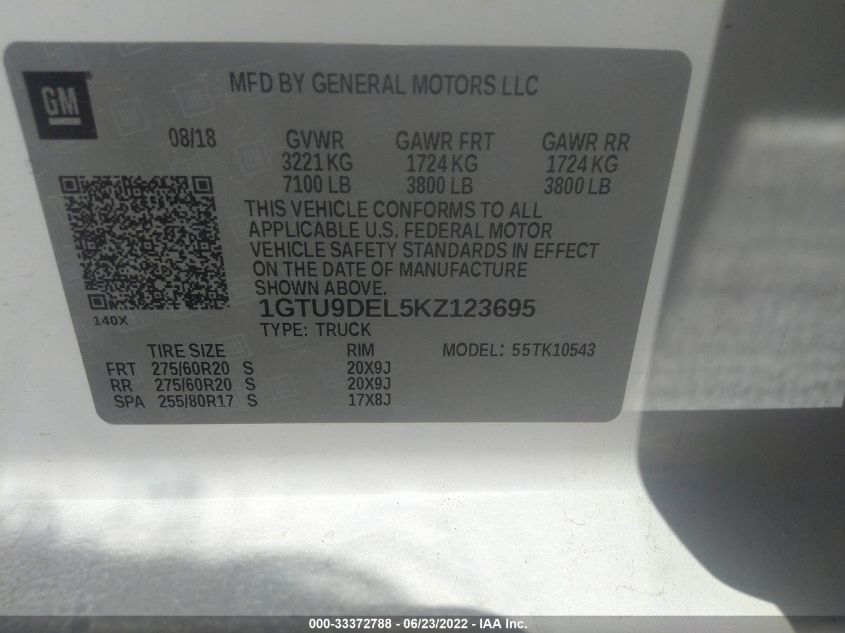 GM
MFD BY GENERAL MOTORS LLC
08/18 GVWR GAWR FRT GAWR RR
3221 KG 1724 KG 1724 KG
7100 LB 3800 LB 3800 LB
THIS VEHICLE CONFORMS TO ALL
APPLICABLE U.S. FEDERAL MOTOR
VEHICLE SAFETY STANDARDS IN EFFECT
ON THE DATE OF MANUFACTURE
SHOWN ABOVE.
1GTU9DEL5KZ123695
140X TYPE: TRUCK
TIRE SIZE RIM MODEL: 55TK10543
FRT 275/60R20 S 20X9J
RR 275/60R20 S 20X9J
SPA 255/80R17 S 17X8J
000-33372788 - 06/23/2022 - IAA Inc.